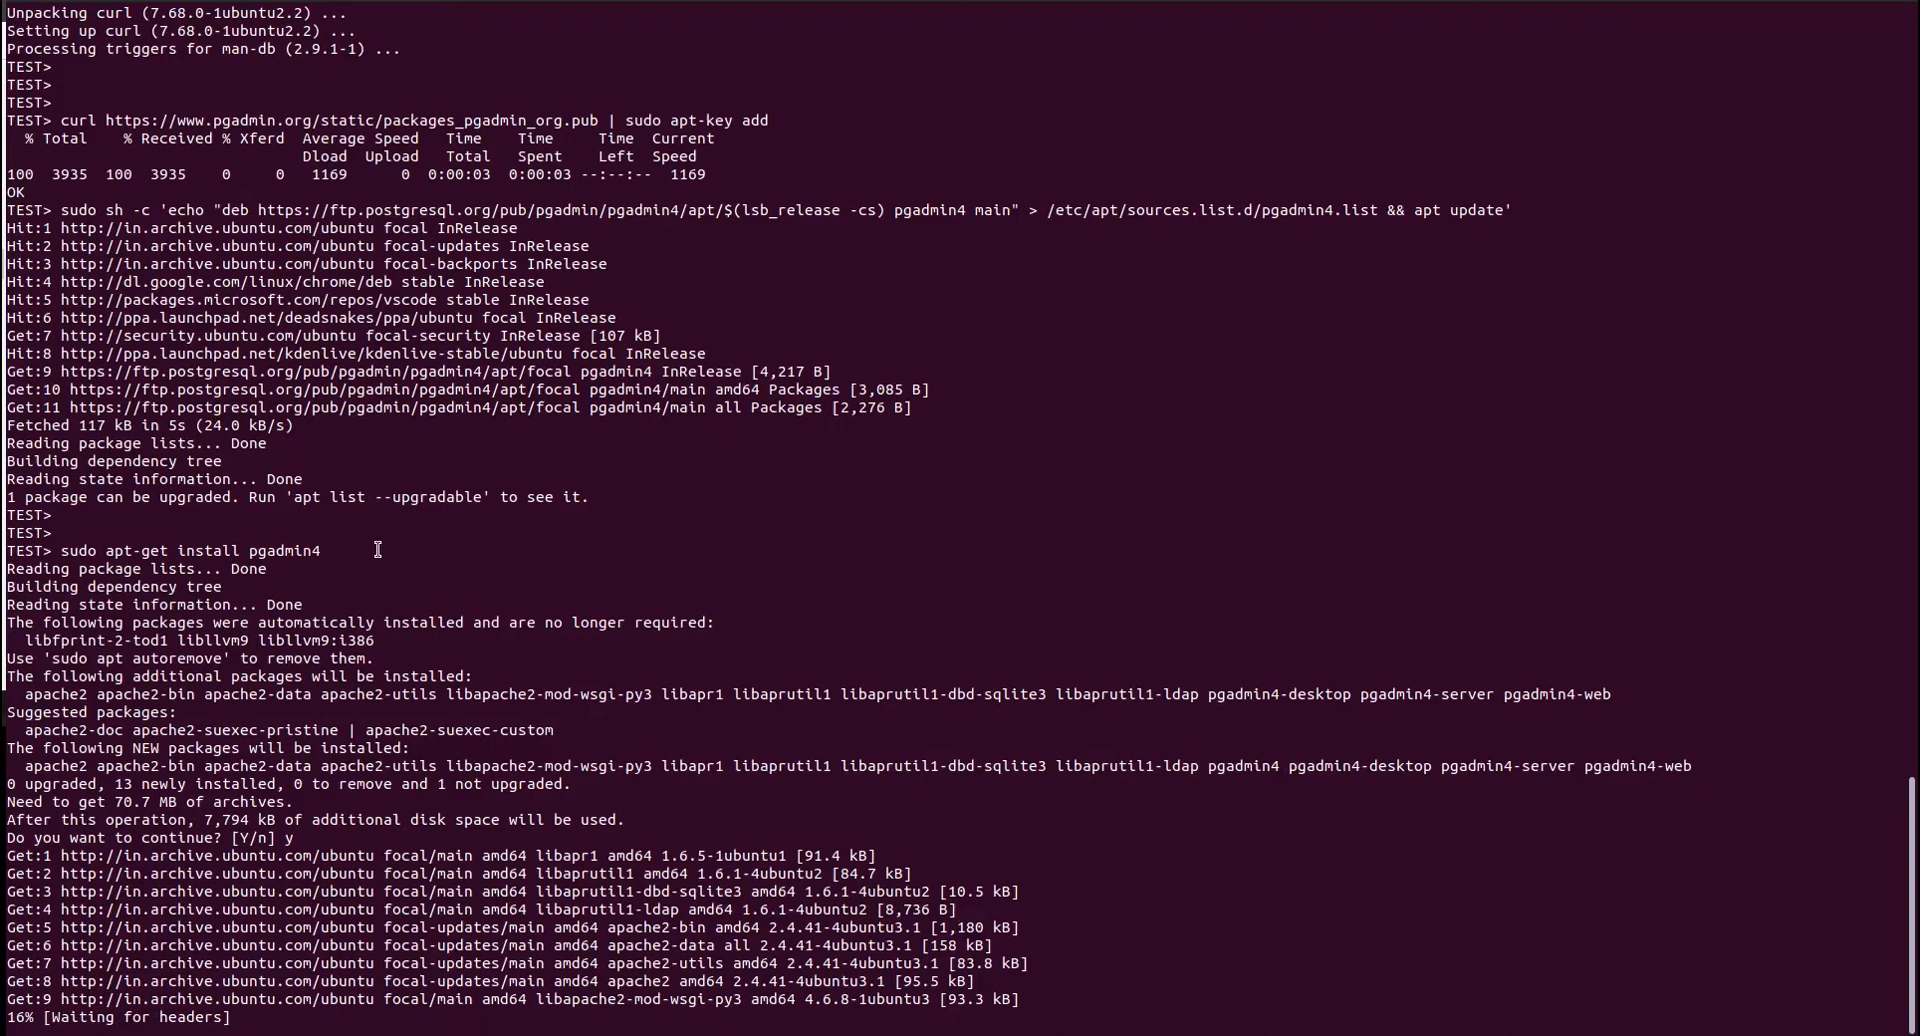 Unpacking curl (7.68.0-1ubuntu2.2) ...
Setting up curl (7.68.0-1ubuntu2.2) ...
Processing triggers for man-db (2.9.1-1) ...
TEST>
TEST>
TEST>
TEST> curl https://www.pgadmin.org/static/packages_pgadmin_org.pub | sudo apt-key add
  % Total    % Received % Xferd  Average Speed   Time    Time     Time  Current
                                 Dload  Upload   Total   Spent    Left  Speed
100  3935  100  3935    0     0   1169      0  0:00:03  0:00:03 --:--:--  1169
OK
TEST> sudo sh -c 'echo "deb https://ftp.postgresql.org/pub/pgadmin/pgadmin4/apt/$(lsb_release -cs) pgadmin4 main" > /etc/apt/sources.list.d/pgadmin4.list && apt update'
Hit:1 http://in.archive.ubuntu.com/ubuntu focal InRelease
Hit:2 http://in.archive.ubuntu.com/ubuntu focal-updates InRelease
Hit:3 http://in.archive.ubuntu.com/ubuntu focal-backports InRelease
Hit:4 http://dl.google.com/linux/chrome/deb stable InRelease
Hit:5 http://packages.microsoft.com/repos/vscode stable InRelease
Hit:6 http://ppa.launchpad.net/deadsnakes/ppa/ubuntu focal InRelease
Get:7 http://security.ubuntu.com/ubuntu focal-security InRelease [107 kB]
Hit:8 http://ppa.launchpad.net/kdenlive/kdenlive-stable/ubuntu focal InRelease
Get:9 https://ftp.postgresql.org/pub/pgadmin/pgadmin4/apt/focal pgadmin4 InRelease [4,217 B]
Get:10 https://ftp.postgresql.org/pub/pgadmin/pgadmin4/apt/focal pgadmin4/main amd64 Packages [3,085 B]
Get:11 https://ftp.postgresql.org/pub/pgadmin/pgadmin4/apt/focal pgadmin4/main all Packages [2,276 B]
Fetched 117 kB in 5s (24.0 kB/s)
Reading package lists... Done
Building dependency tree
Reading state information... Done
1 package can be upgraded. Run 'apt list --upgradable' to see it.
TEST>
TEST>
TEST> sudo apt-get install pgadmin4
Reading package lists... Done
Building dependency tree
Reading state information... Done
The following packages were automatically installed and are no longer required:
  libfprint-2-tod1 libllvm9 libllvm9:i386
Use 'sudo apt autoremove' to remove them.
The following additional packages will be installed:
  apache2 apache2-bin apache2-data apache2-utils libapache2-mod-wsgi-py3 libapr1 libaprutil1 libaprutil1-dbd-sqlite3 libaprutil1-ldap pgadmin4-desktop pgadmin4-server pgadmin4-web
Suggested packages:
  apache2-doc apache2-suexec-pristine | apache2-suexec-custom
The following NEW packages will be installed:
  apache2 apache2-bin apache2-data apache2-utils libapache2-mod-wsgi-py3 libapr1 libaprutil1 libaprutil1-dbd-sqlite3 libaprutil1-ldap pgadmin4 pgadmin4-desktop pgadmin4-server pgadmin4-web
0 upgraded, 13 newly installed, 0 to remove and 1 not upgraded.
Need to get 70.7 MB of archives.
After this operation, 7,794 kB of additional disk space will be used.
Do you want to continue? [Y/n] y
Get:1 http://in.archive.ubuntu.com/ubuntu focal/main amd64 libapr1 amd64 1.6.5-1ubuntu1 [91.4 kB]
Get:2 http://in.archive.ubuntu.com/ubuntu focal/main amd64 libaprutil1 amd64 1.6.1-4ubuntu2 [84.7 kB]
Get:3 http://in.archive.ubuntu.com/ubuntu focal/main amd64 libaprutil1-dbd-sqlite3 amd64 1.6.1-4ubuntu2 [10.5 kB]
Get:4 http://in.archive.ubuntu.com/ubuntu focal/main amd64 libaprutil1-ldap amd64 1.6.1-4ubuntu2 [8,736 B]
Get:5 http://in.archive.ubuntu.com/ubuntu focal-updates/main amd64 apache2-bin amd64 2.4.41-4ubuntu3.1 [1,180 kB]
Get:6 http://in.archive.ubuntu.com/ubuntu focal-updates/main amd64 apache2-data all 2.4.41-4ubuntu3.1 [158 kB]
Get:7 http://in.archive.ubuntu.com/ubuntu focal-updates/main amd64 apache2-utils amd64 2.4.41-4ubuntu3.1 [83.8 kB]
Get:8 http://in.archive.ubuntu.com/ubuntu focal-updates/main amd64 apache2 amd64 2.4.41-4ubuntu3.1 [95.5 kB]
Get:9 http://in.archive.ubuntu.com/ubuntu focal/main amd64 libapache2-mod-wsgi-py3 amd64 4.6.8-1ubuntu3 [93.3 kB]
16% [Waiting for headers]